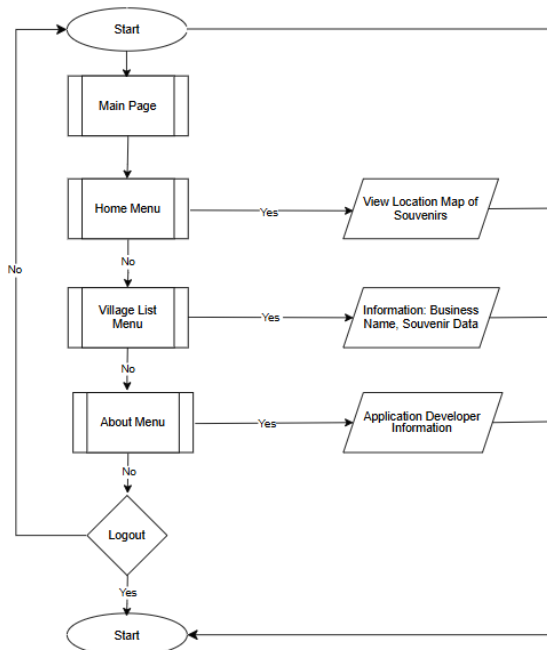 Start
Main Page
Home Menu
Yes
View Location Map of
Souvenirs
No
No
Village List
Menu
Yes
Information: Business
Name, Souvenir Data
No
About Menu
Yes
Application Developer
Information
No
Logout
Yes
Start